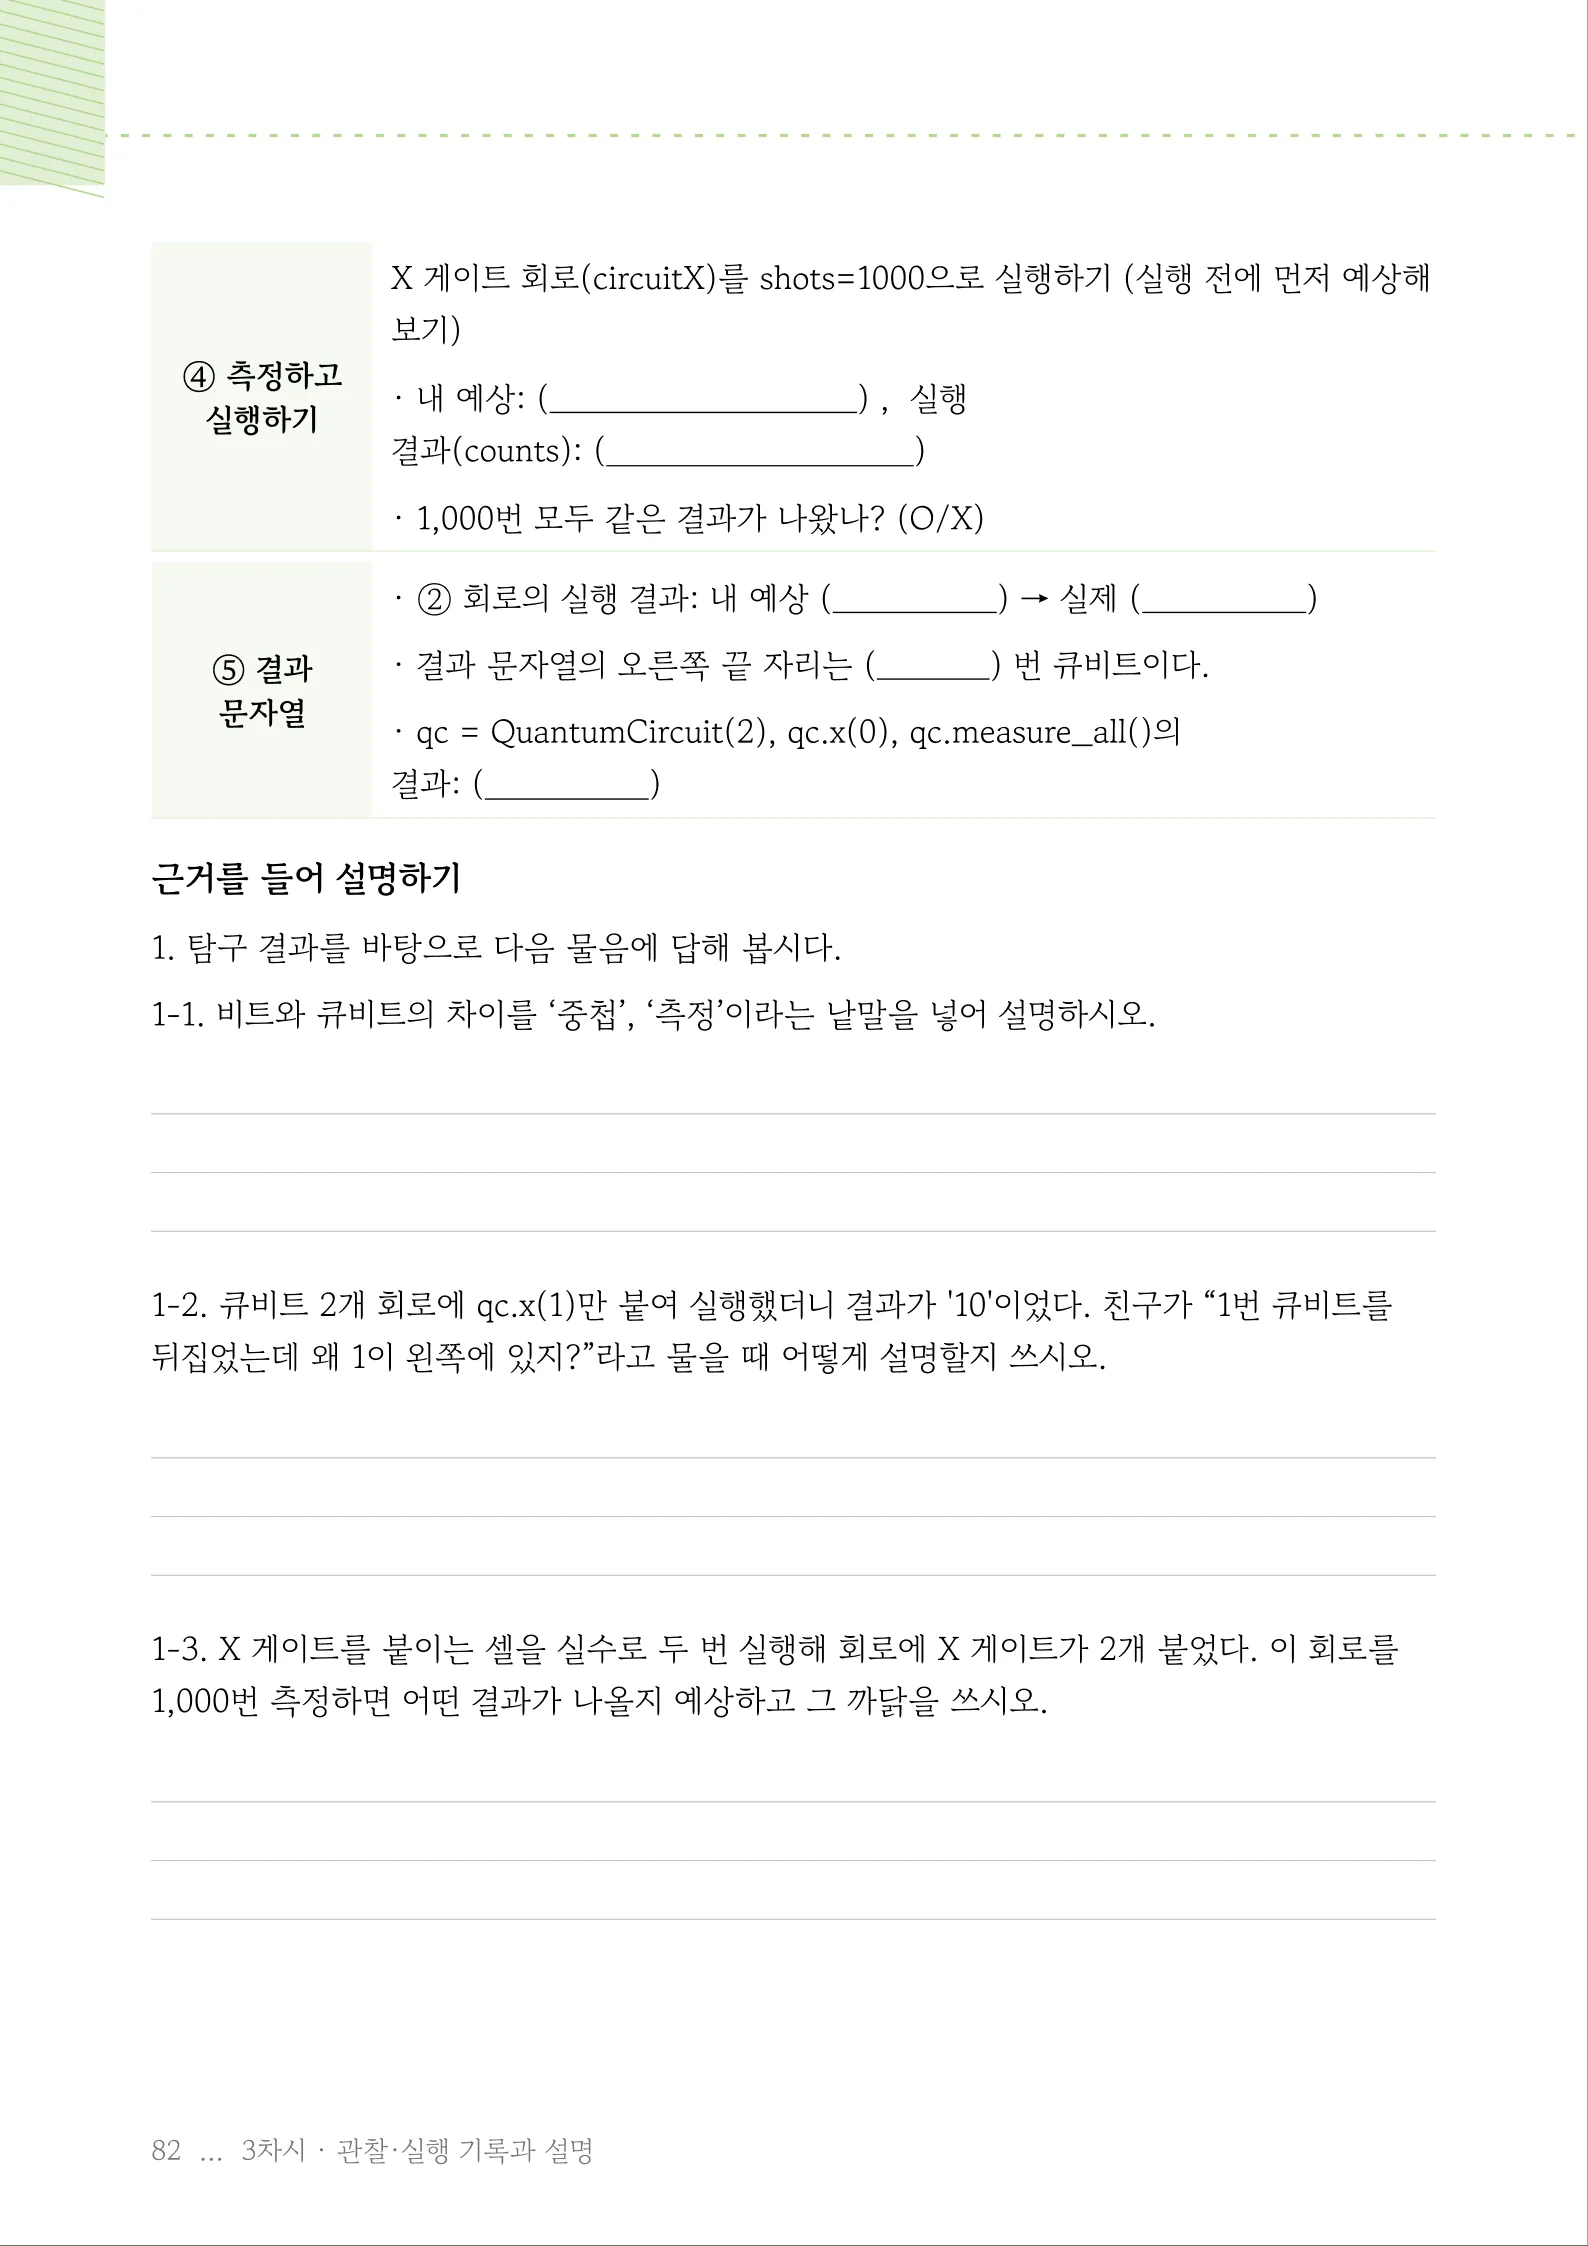 ④ 측정하고
실행하기
X 게이트 회로(circuitX)를 shots=1000으로 실행하기 (실행 전에 먼저 예상해
보기)
· 내 예상: (___________________) , 실행
결과(counts): (___________________)
· 1,000번 모두 같은 결과가 나왔나? (O/X)
⑤ 결과
문자열
· ② 회로의 실행 결과: 내 예상 (__________) → 실제 (__________)
· 결과 문자열의 오른쪽 끝 자리는 (_______) 번 큐비트이다.
· qc = QuantumCircuit(2), qc.x(0), qc.measure_all()의
결과: (__________)
근거를 들어 설명하기
1. 탐구 결과를 바탕으로 다음 물음에 답해 봅시다.
1-1. 비트와 큐비트의 차이를 ‘중첩’, ‘측정’이라는 낱말을 넣어 설명하시오.
1-2. 큐비트 2개 회로에 qc.x(1)만 붙여 실행했더니 결과가 '10'이었다. 친구가 “1번 큐비트를
뒤집었는데 왜 1이 왼쪽에 있지?”라고 물을 때 어떻게 설명할지 쓰시오.
1-3. X 게이트를 붙이는 셀을 실수로 두 번 실행해 회로에 X 게이트가 2개 붙었다. 이 회로를
1,000번 측정하면 어떤 결과가 나올지 예상하고 그 까닭을 쓰시오.
82 ... 3차시 · 관찰·실행 기록과 설명